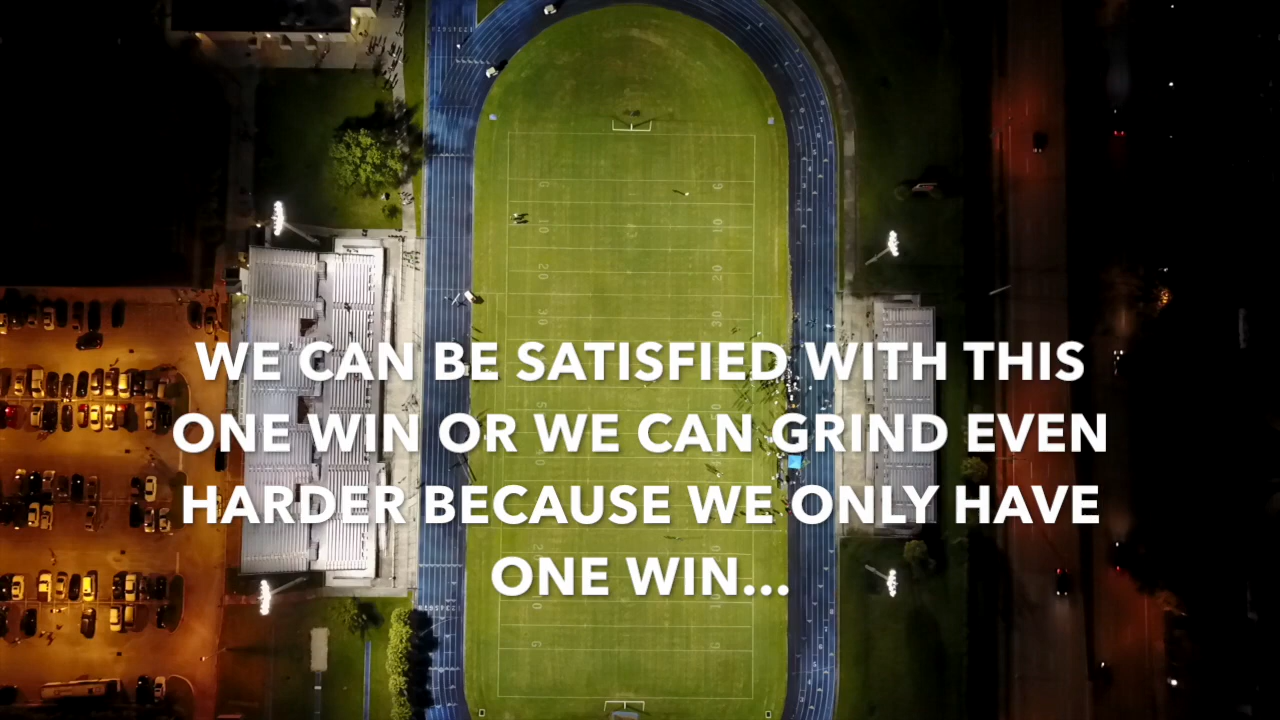 WE CAN BE SATISFIED WITH THIS
ONE WIN OR WE CAN GRIND EVEN
HARDER BECAUSE WE ONLY HAVE
ONE WIN...